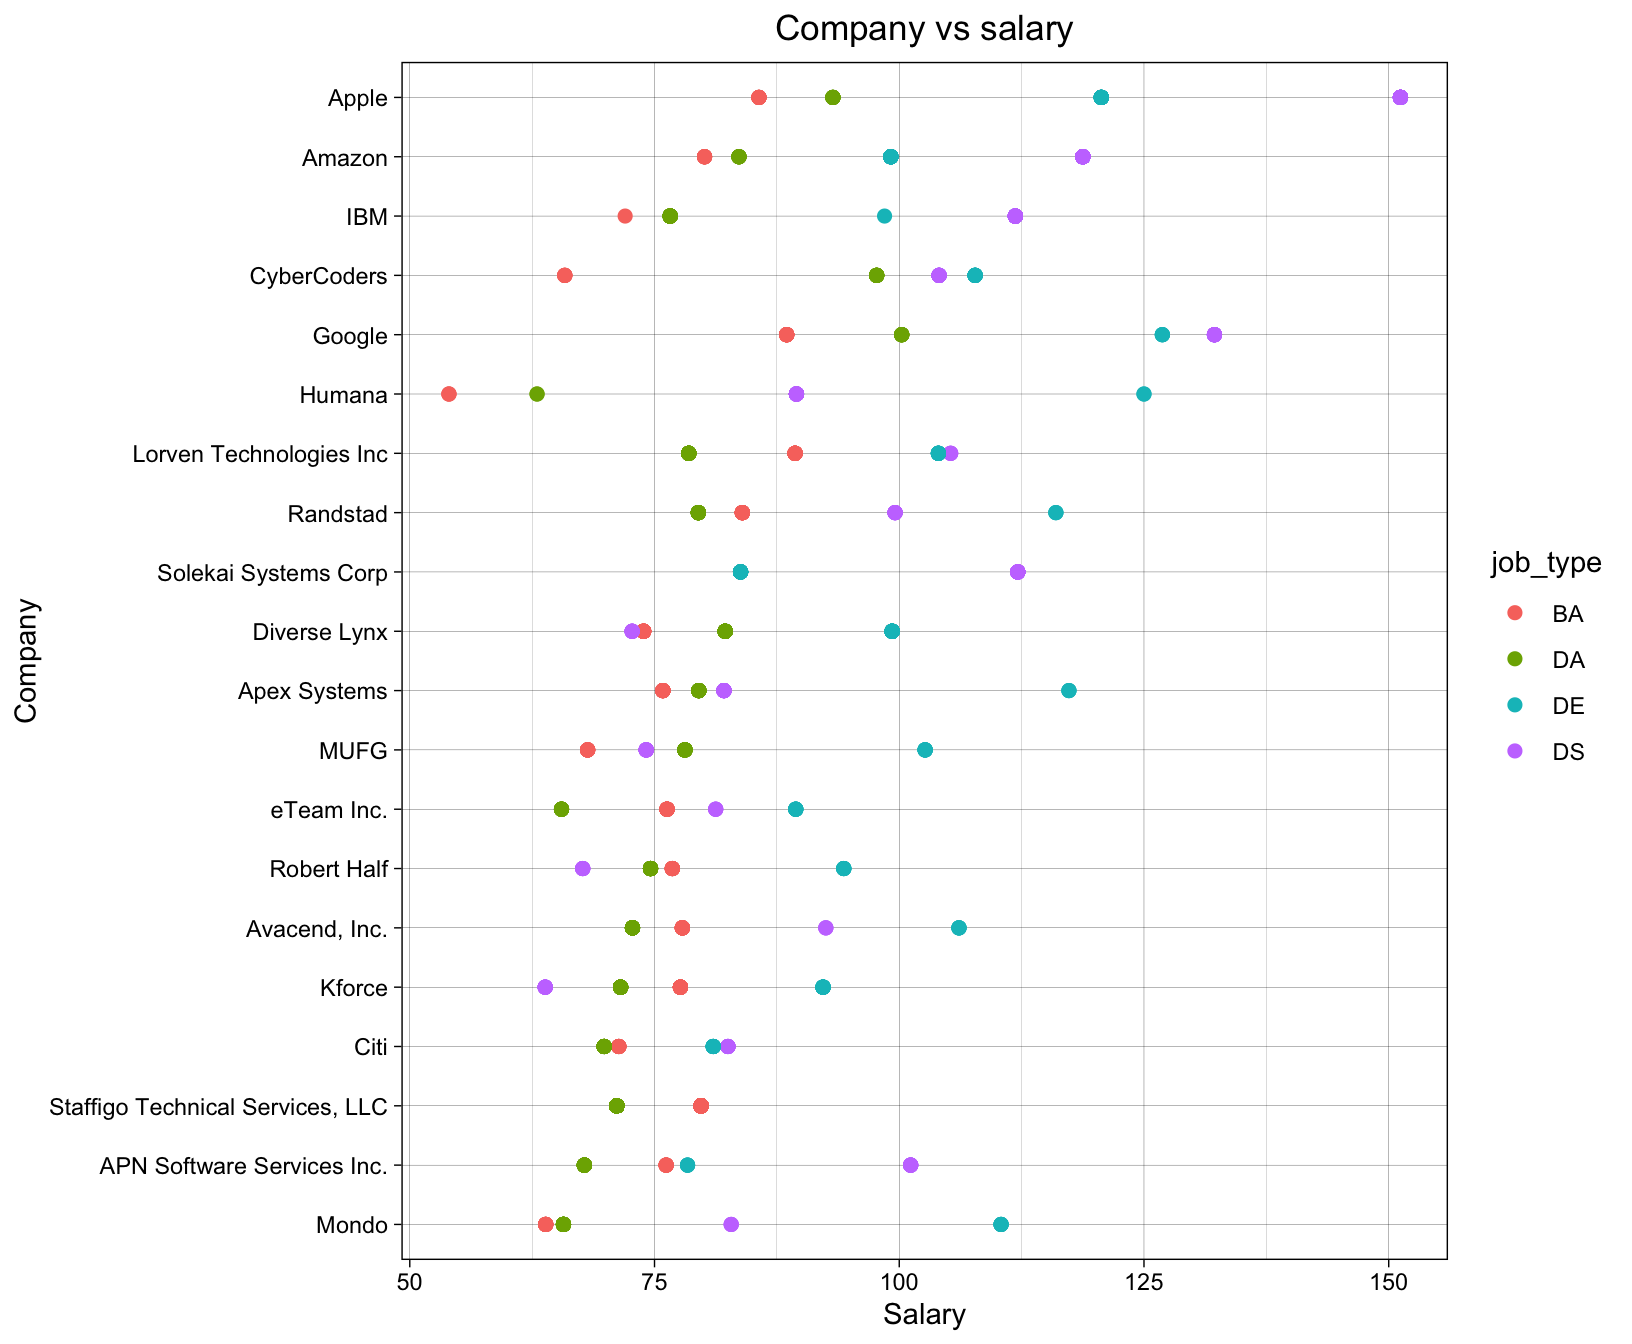 Company vs salary
Apple
Amazon
IBM
CyberCoders
Google
Humana
Lorven Technologies Inc
Randstad
Solekai Systems Corp
Diverse Lynx
Apex Systems
MUFG
eTeam Inc.
Robert Half
Avacend, Inc.
Kforce
Citi
Staffigo Technical Services, LLC
APN Software Services Inc.
Mondo
Company
50 75 100 125 150
Salary
job_type
BA
DA
DE
DS